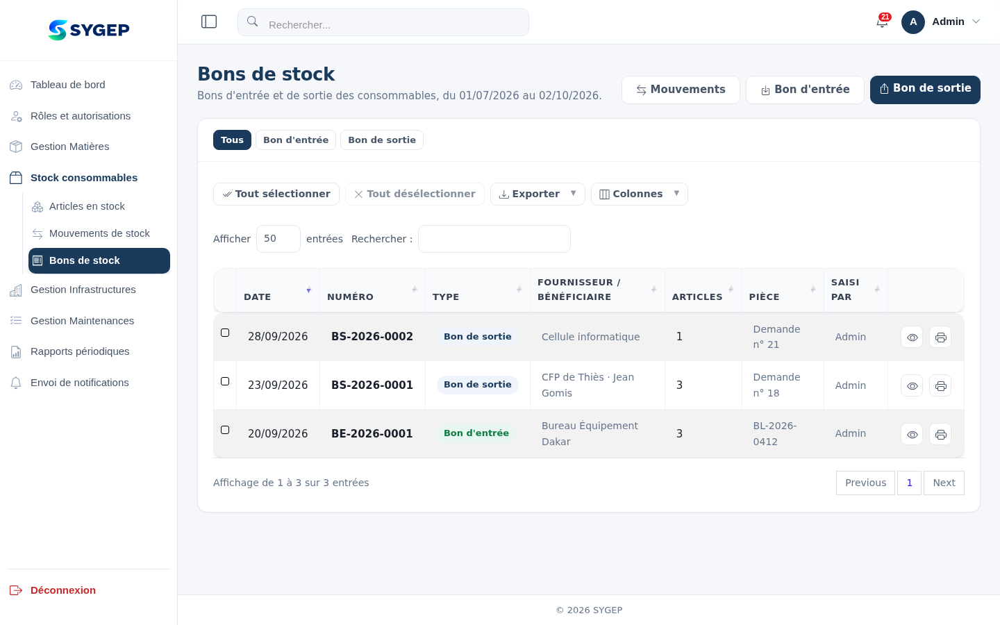 SYGEP
Rechercher...
21
A
Admin
Tableau de bord
Rôles et autorisations
Gestion Matières
Stock consommables
Articles en stock
Mouvements de stock
Bons de stock
Gestion Infrastructures
Gestion Maintenances
Rapports périodiques
Envoi de notifications
Déconnexion
Bons de stock
Bons d'entrée et de sortie des consommables, du 01/07/2026 au 02/10/2026.
Mouvements
Bon d'entrée
Bon de sortie
Tous
Bon d'entrée
Bon de sortie
Tout sélectionner
Tout désélectionner
Exporter
Colonnes
Afficher 50 entrées Rechercher :
DATE NUMÉRO TYPE FOURNISSEUR / BÉNÉFICIAIRE ARTICLES PIÈCE SAISI PAR
28/09/2026 BS-2026-0002 Bon de sortie Cellule informatique 1 Demande n° 21 Admin
23/09/2026 BS-2026-0001 Bon de sortie CFP de Thiès · Jean Gomis 3 Demande n° 18 Admin
20/09/2026 BE-2026-0001 Bon d'entrée Bureau Équipement Dakar 3 BL-2026-0412 Admin
Affichage de 1 à 3 sur 3 entrées
Previous 1 Next
© 2026 SYGEP